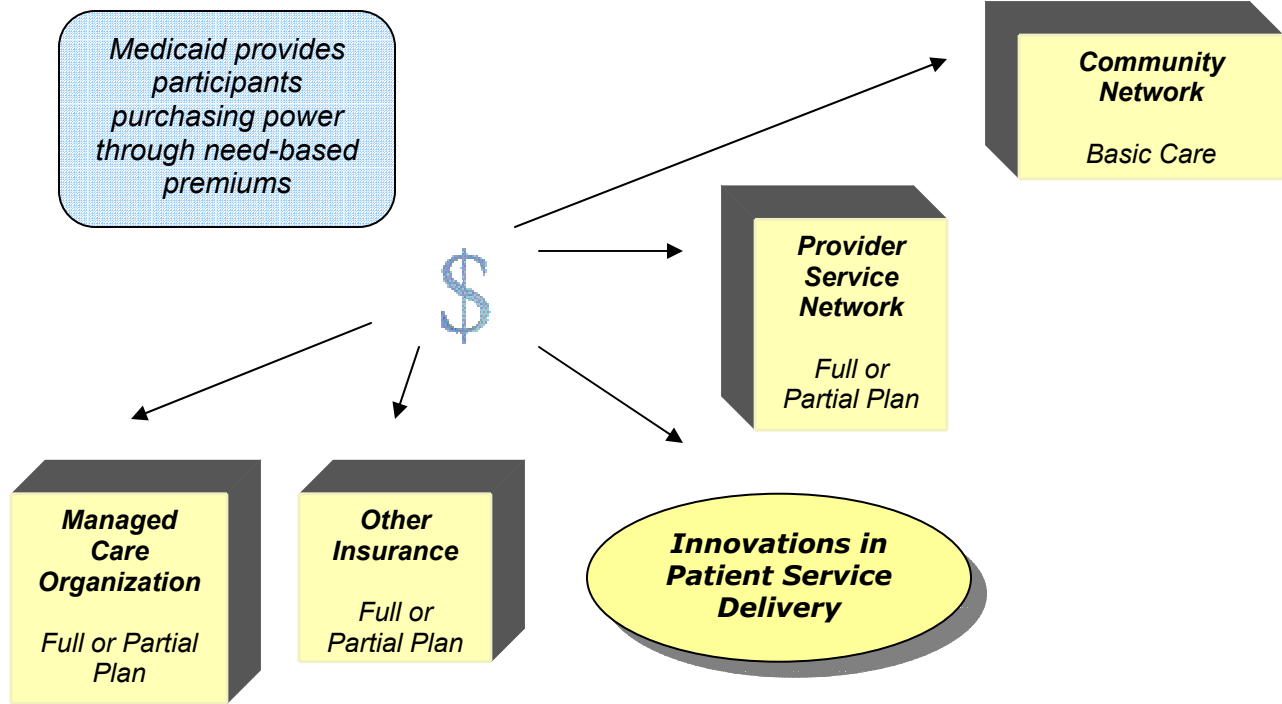 Medicaid provides
participants
purchasing power
through need-based
premiums
Community
Network
Basic Care
Provider
Service
Network
Full or
Partial Plan
$
Managed
Care
Organization
Full or Partial
Plan
Other
Insurance
Full or
Partial Plan
Innovations in
Patient Service
Delivery